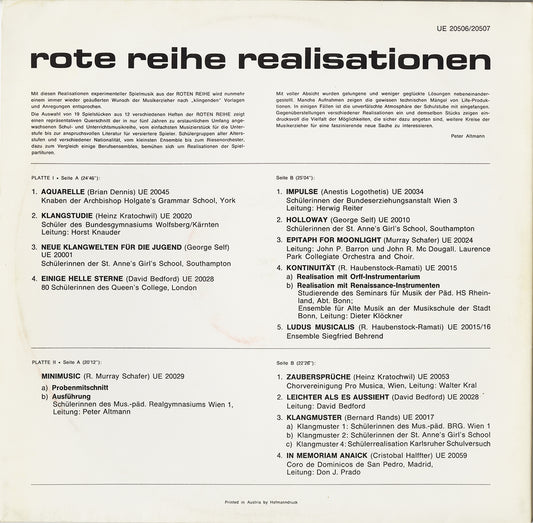 UE 20506/20507
rote reihe realisationen
Mit diesen Realisationen experimenteller Spielmusik aus der ROTEN REIHE wird nunmehr
einem immer wieder geäußerten Wunsch der Musikerzieher nach „klingenden" Vorlagen
und Anregungen entsprochen.
Die Auswahl von 19 Spielstücken aus 12 verschiedenen Heften der ROTEN REIHE zeigt
einen repräsentativen Querschnitt der in nur fünf Jahren zu erstaunlichem Umfang ange-
wachsenen Schul- und Unterrichtsmusikreihe, vom einfachsten Musizierstück für die Unter-
stufe bis zur anspruchsvollen Literatur für versierte Spieler. Schülergruppen aller Alters-
stufen und verschiedener Nationalität, vom kleinsten Ensemble bis zum Riesenorchester,
dazu zum Vergleich einige Berufsensembles, bemühen sich um Realisationen der Spiel-
partituren.
Mit voller Absicht wurden gelungene und weniger geglückte Lösungen nebeneinander-
gestellt. Manche Aufnahmen zeigen die gewissen technischen Mängel von Life-Produk-
tionen. In einigen Fällen ist die unverfälschte Atmosphäre der Schulstube mit eingefangen.
Gegenüberstellungen verschiedener Realisationen ein und demselben Stücks zeigen ein-
drucksvoll die Vielfalt der Möglichkeiten, die sicher dazu angetan sind, weitere Kreise der
Musikerzieher für eine faszinierende neue Sache zu interessieren.
Peter Altmann
PLATTE I • Seite A (24'46"):
1. AQUARELLE (Brian Dennis) UE 20045
Knaben der Archbishop Holgate's Grammar School, York
2. KLANGSTUDIE (Heinz Kratochwil) UE 20020
Schüler des Bundesgymnasiums Wolfsberg/Kärnten
Leitung: Horst Knauder
3. NEUE KLANGWELTEN FÜR DIE JUGEND (George Self)
UE 20001
Schülerinnen der St. Anne's Girl's School, Southampton
4. EINIGE HELLE STERNE (David Bedford) UE 20028
80 Schülerinnen des Queen's College, London
Seite B (25'04"):
1. IMPULSE (Anestis Logothetis) UE 20034
Schülerinnen der Bundeserziehungsanstalt Wien 3
Leitung: Herwig Reiter
2. HOLLOWAY (George Self) UE 20010
Schülerinnen der St. Anne's Girl's School, Southampton
3. EPITAPH FOR MOONLIGHT (Murray Schafer) UE 20024
Leitung: John P. Barron und John R. Mc Dougall. Laurence
Park Collegiate Orchestra and Choir.
4. KONTINUITÄT (R. Haubenstock-Ramati) UE 20015
a) Realisation mit Orff-Instrumentarium
b) Realisation mit Renaissance-Instrumenten
Studierende des Seminars für Musik der Päd. HS Rhein-
land, Abt. Bonn;
Ensemble für Alte Musik an der Musikschule der Stadt
Bonn, Leitung: Dieter Klöckner
5. LUDUS MUSICALIS (R. Haubenstock-Ramati) UE 20015/16
Ensemble Siegfried Behrend
PLATTE II • Seite A (20'12"):
MINIMUSIC (R. Murray Schafer) UE 20029
a) Probenmitschnitt
b) Ausführung
Schülerinnen des Mus.-päd. Realgymnasiums Wien 1,
Leitung: Peter Altmann
Seite B (22'26"):
1. ZAUBERSPRÜCHE (Heinz Kratochwil) UE 20053
Chorvereinigung Pro Musica, Wien, Leitung: Walter Kral
2. LEICHTER ALS ES AUSSIEHT (David Bedford) UE 20028
Leitung: David Bedford
3. KLANGMUSTER (Bernard Rands) UE 20017
a) Klangmuster 1: Schülerinnen des Mus.-päd. BRG. Wien 1
b) Klangmuster 2: Schülerinnen der St. Anne's Girl's School
c) Klangmuster 4: Schülerrealisation Karlsruher Schulversuch
4. IN MEMORIAM ANAICK (Cristobal Halffter) UE 20059
Coro de Dominicos de San Pedro, Madrid,
Leitung: Don J. Prado
Printed in Austria by Hofmanndruck